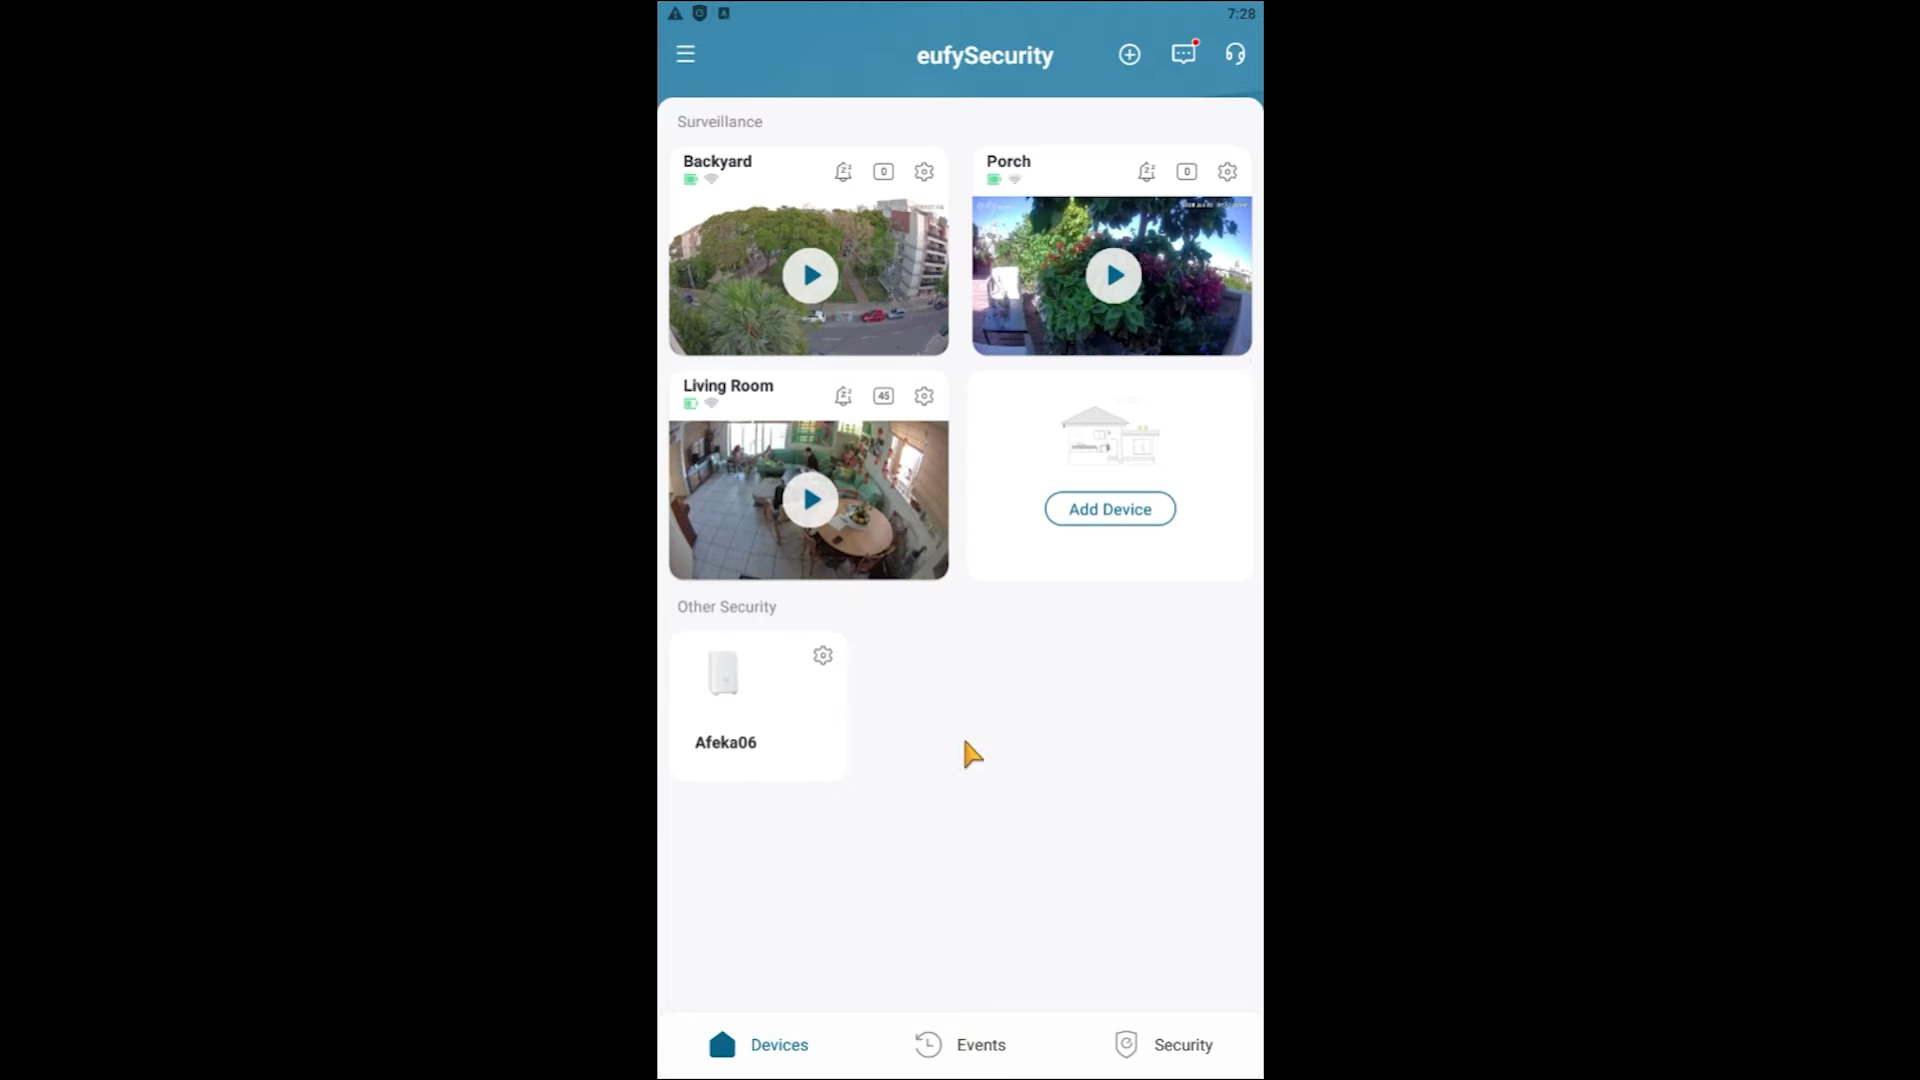 7:28
eufySecurity
Surveillance
Backyard
0
Porch
0
Living Room
45
Add Device
Other Security
Afeka06
Devices
Events
Security